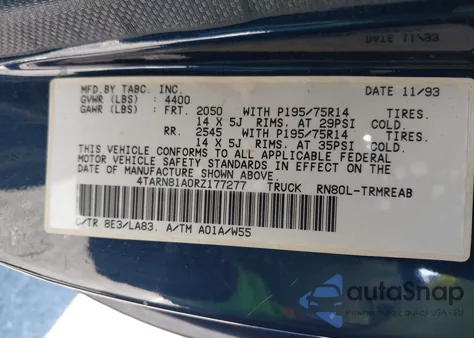 DATE 11/93
MFD.BY TABC. INC. DATE 11/93
GVWR (LBS) : 4400
GAWR (LBS) : FRT. 2050 WITH P195/75R14 TIRES.
14 X 5J RIMS. AT 29PSI COLD.
RR. 2545 WITH P195/75R14 TIRES.
14 X 5J RIMS. AT 35PSI COLD.
THIS VEHICLE CONFORMS TO ALL APPLICABLE FEDERAL
MOTOR VEHICLE SAFETY STANDARDS IN EFFECT ON THE
DATE OF MANUFACTURE SHOWN ABOVE.
4TARN81A0RZ177277 TRUCK RN80L-TRMREAB
C/TR 8E3/LA83. A/TM A01A/W55
autoSnap